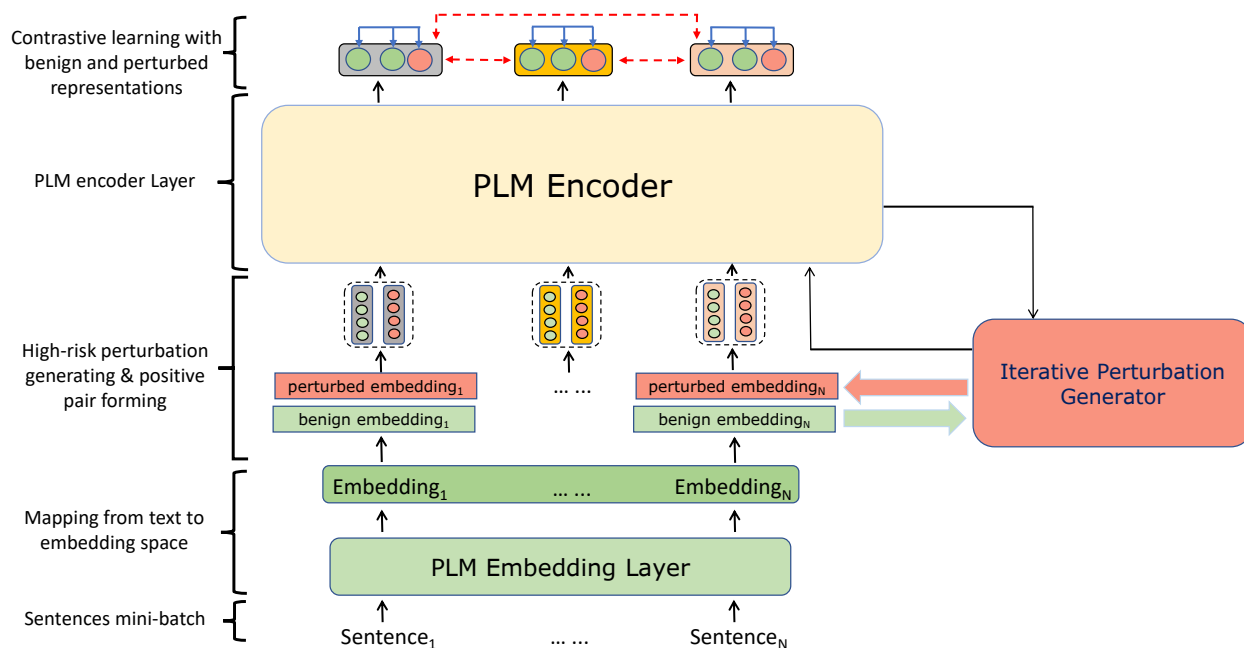 Contrastive learning with
benign and perturbed
representations
PLM encoder Layer
PLM Encoder
High-risk perturbation
generating & positive
pair forming
perturbed embedding₁
... ...
perturbed embeddingN
benign embedding₁
benign embeddingN
Iterative Perturbation
Generator
Mapping from text to
embedding space
Embedding₁
... ...
EmbeddingN
PLM Embedding Layer
Sentences mini-batch
Sentence₁
... ...
SentenceN